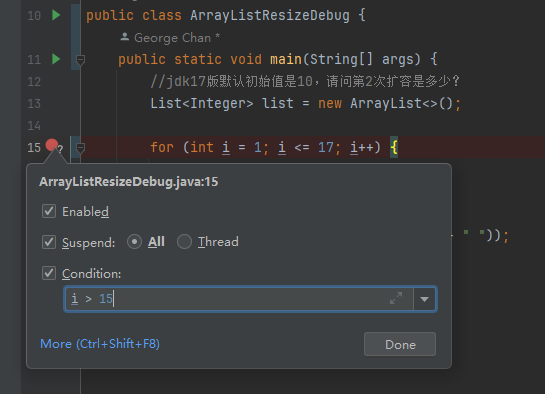 10 public class ArrayListResizeDebug {
George Chan *
11 public static void main(String[] args) {
12 //jdk17版默认初始值是10，请问第2次扩容是多少？
13 List<Integer> list = new ArrayList<>();
14
15 ? for (int i = 1; i <= 17; i++) {
ArrayListResizeDebug.java:15
Enabled
Suspend: All Thread
" "));
Condition:
i > 15
More (Ctrl+Shift+F8) Done